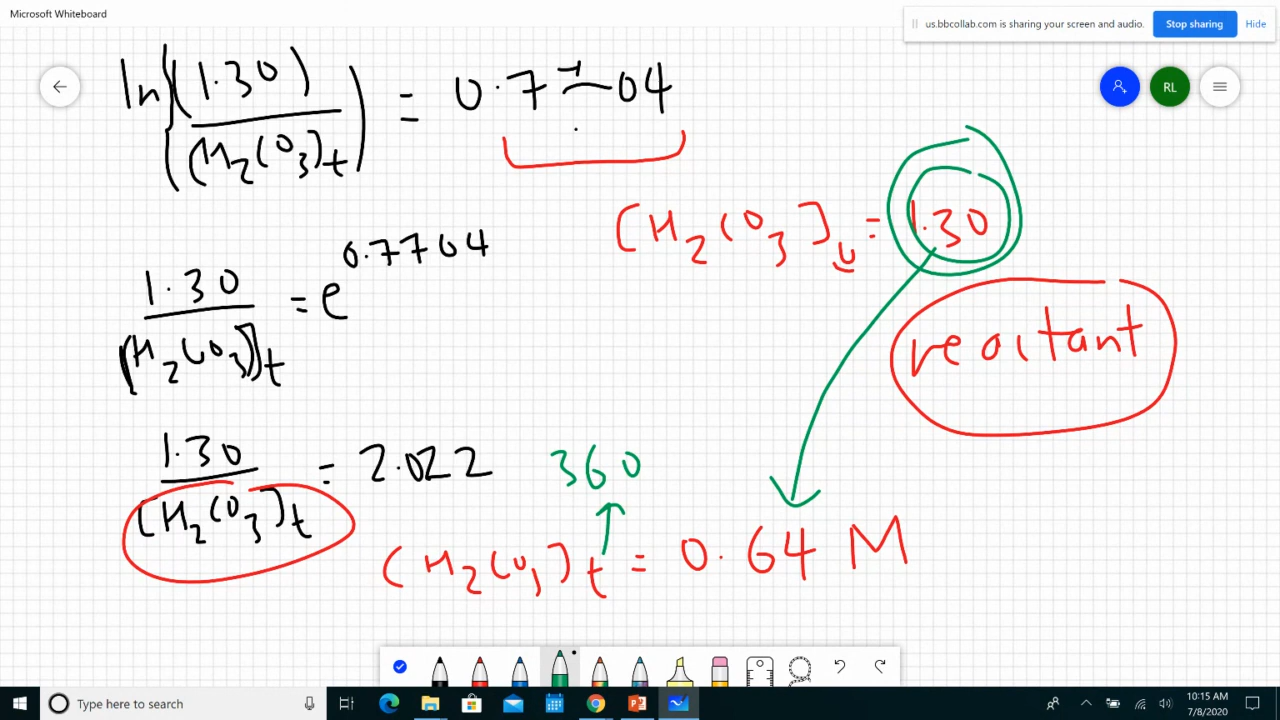 Microsoft Whiteboard
us.bbcollab.com is sharing your screen and audio.
Stop sharing
Hide
RL
ln((1.30)/(H2CO3)t) = 0.7704
[H2CO3]0 = 1.30
1.30/(H2CO3)t = e^0.7704
reactant
1.30/(H2CO3)t = 2.022
360
(H2CO3)t = 0.64 M
Type here to search
10:15 AM
7/8/2020